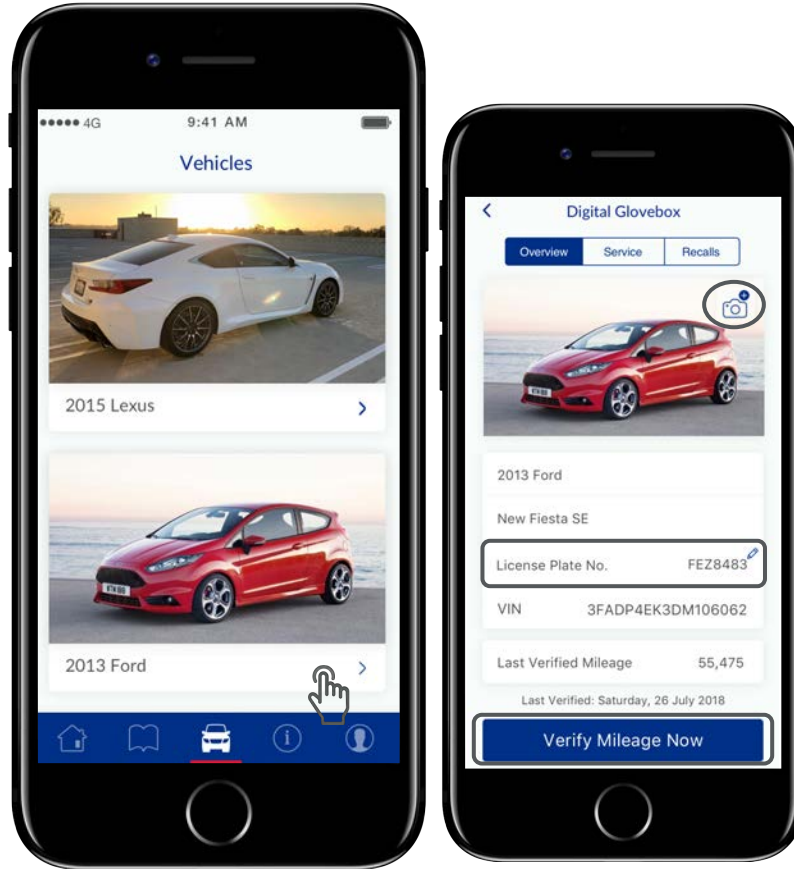 4G 9:41 AM
Vehicles
2015 Lexus
2013 Ford
Digital Glovebox
Overview Service Recalls
2013 Ford
New Fiesta SE
License Plate No. FEZ8483
VIN 3FADP4EK3DM106062
Last Verified Mileage 55,475
Last Verified: Saturday, 26 July 2018
Verify Mileage Now